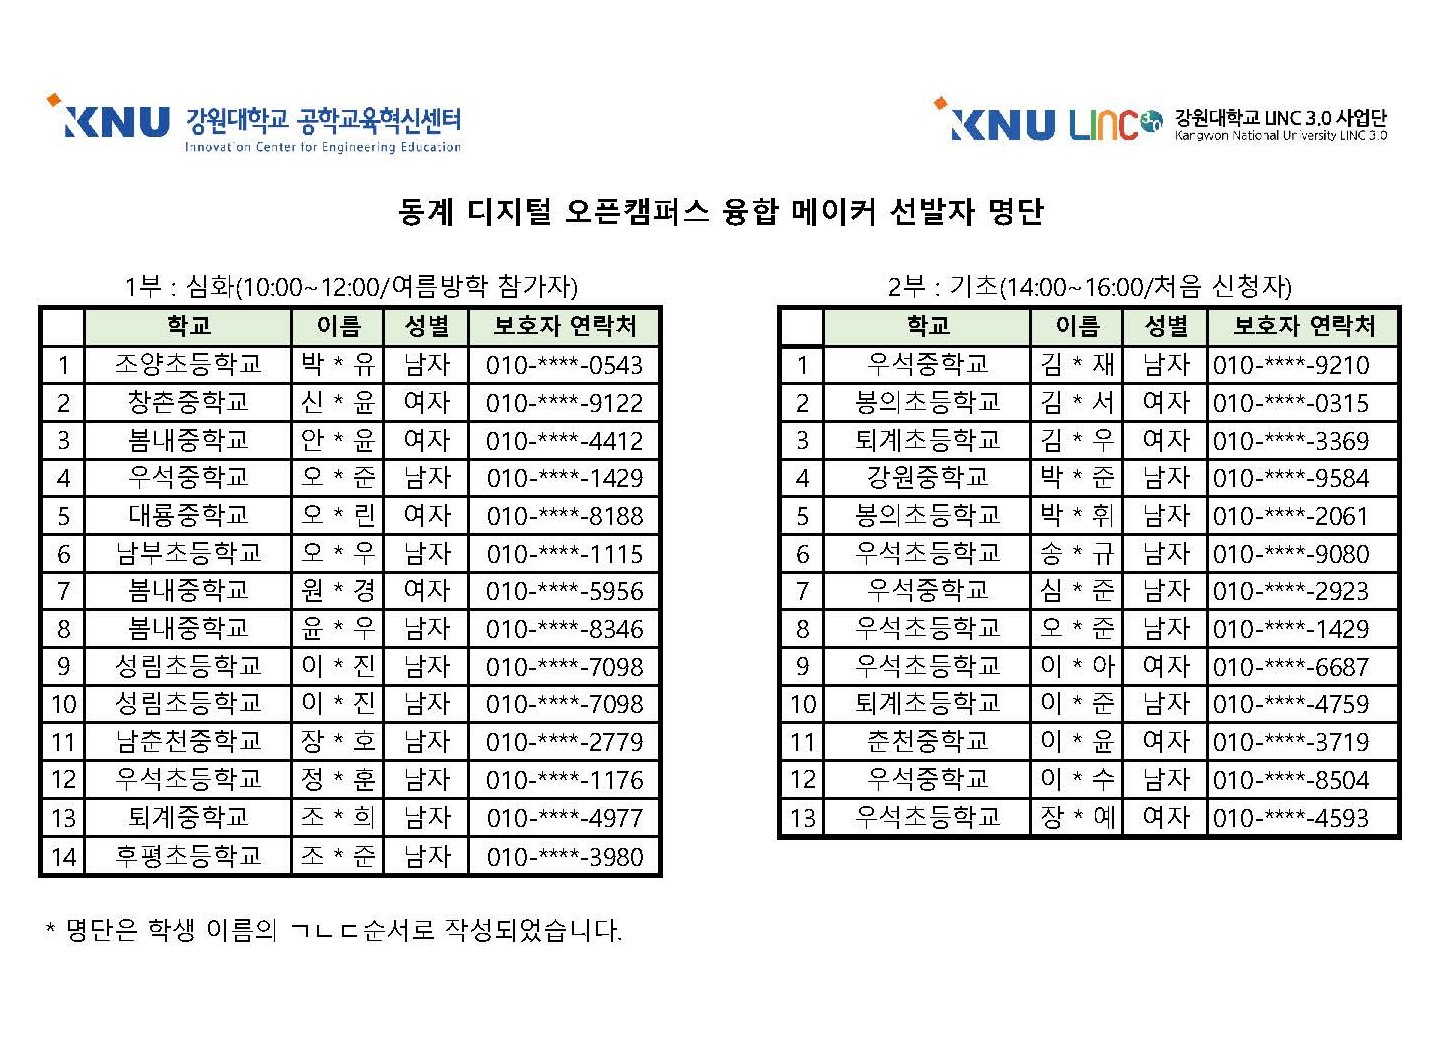 KNU 강원대학교 공학교육혁신센터
Innovation Center for Engineering Education
KNU LINC 3.0 강원대학교 LINC 3.0 사업단
Kangwon National University LINC 3.0
동계 디지털 오픈캠퍼스 융합 메이커 선발자 명단
1부 : 심화(10:00~12:00/여름방학 참가자)
학교 이름 성별 보호자 연락처
1 조양초등학교 박 * 유 남자 010-****-0543
2 창촌중학교 신 * 윤 여자 010-****-9122
3 봄내중학교 안 * 윤 여자 010-****-4412
4 우석중학교 오 * 준 남자 010-****-1429
5 대룡중학교 오 * 린 여자 010-****-8188
6 남부초등학교 오 * 우 남자 010-****-1115
7 봄내중학교 원 * 경 여자 010-****-5956
8 봄내중학교 윤 * 우 남자 010-****-8346
9 성림초등학교 이 * 진 남자 010-****-7098
10 성림초등학교 이 * 진 남자 010-****-7098
11 남춘천중학교 장 * 호 남자 010-****-2779
12 우석초등학교 정 * 훈 남자 010-****-1176
13 퇴계중학교 조 * 희 남자 010-****-4977
14 후평초등학교 조 * 준 남자 010-****-3980
2부 : 기초(14:00~16:00/처음 신청자)
학교 이름 성별 보호자 연락처
1 우석중학교 김 * 재 남자 010-****-9210
2 봉의초등학교 김 * 서 여자 010-****-0315
3 퇴계초등학교 김 * 우 여자 010-****-3369
4 강원중학교 박 * 준 남자 010-****-9584
5 봉의초등학교 박 * 휘 남자 010-****-2061
6 우석초등학교 송 * 규 남자 010-****-9080
7 우석중학교 심 * 준 남자 010-****-2923
8 우석초등학교 오 * 준 남자 010-****-1429
9 우석초등학교 이 * 아 여자 010-****-6687
10 퇴계초등학교 이 * 준 남자 010-****-4759
11 춘천중학교 이 * 윤 여자 010-****-3719
12 우석중학교 이 * 수 남자 010-****-8504
13 우석초등학교 장 * 예 여자 010-****-4593
* 명단은 학생 이름의 ㄱㄴㄷ순서로 작성되었습니다.